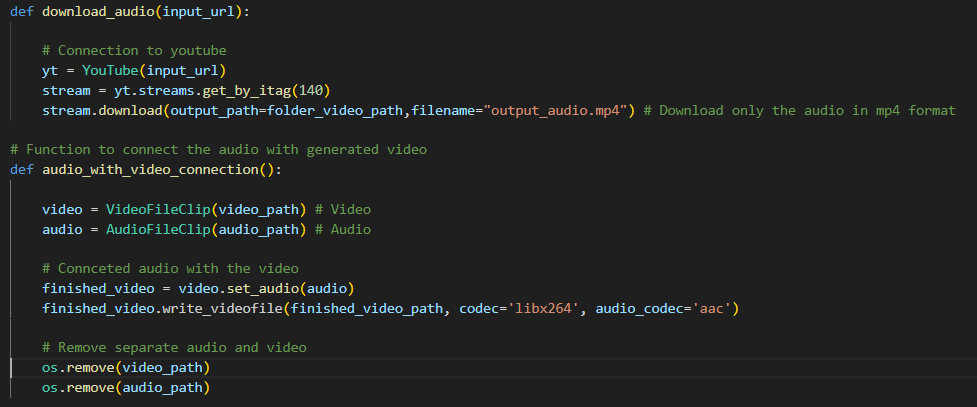 def download_audio(input_url):
# Connection to youtube
yt = YouTube(input_url)
stream = yt.streams.get_by_itag(140)
stream.download(output_path=folder_video_path,filename="output_audio.mp4") # Download only the audio in mp4 format
# Function to connect the audio with generated video
def audio_with_video_connection():
video = VideoFileClip(video_path) # Video
audio = AudioFileClip(audio_path) # Audio
# Connceted audio with the video
finished_video = video.set_audio(audio)
finished_video.write_videofile(finished_video_path, codec='libx264', audio_codec='aac')
# Remove separate audio and video
os.remove(video_path)
os.remove(audio_path)